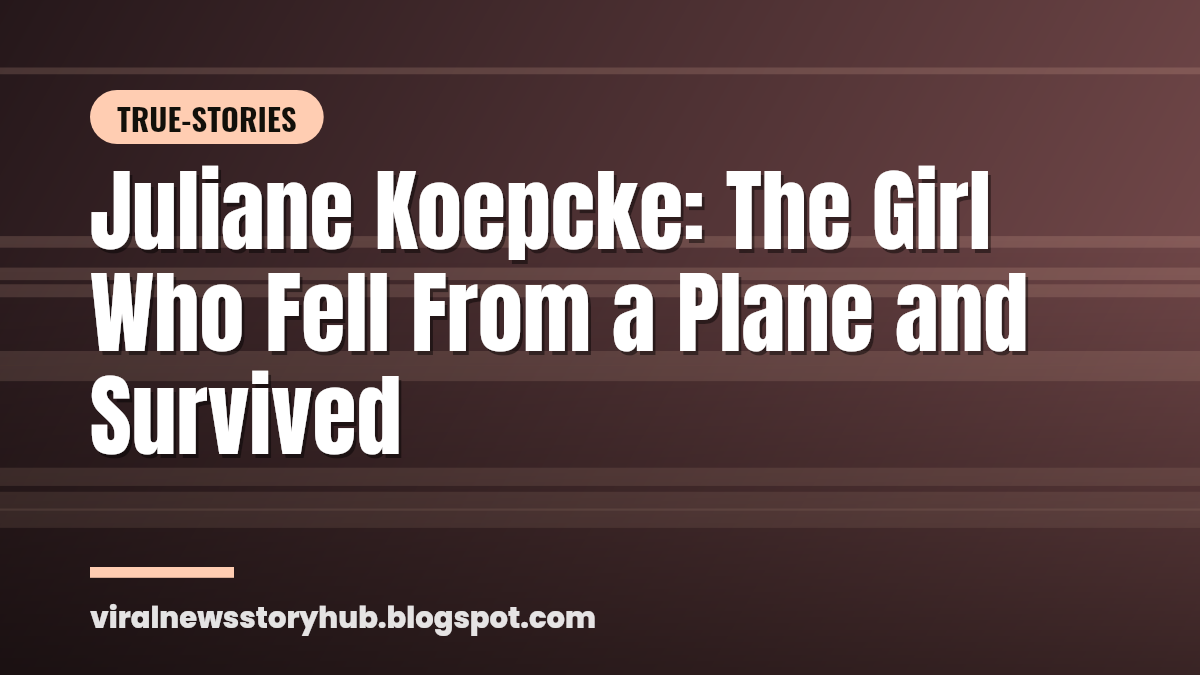 TRUE-STORIES
Juliane Koepcke: The Girl
Who Fell From a Plane and
Survived
viralnewsstoryhub.blogspot.com